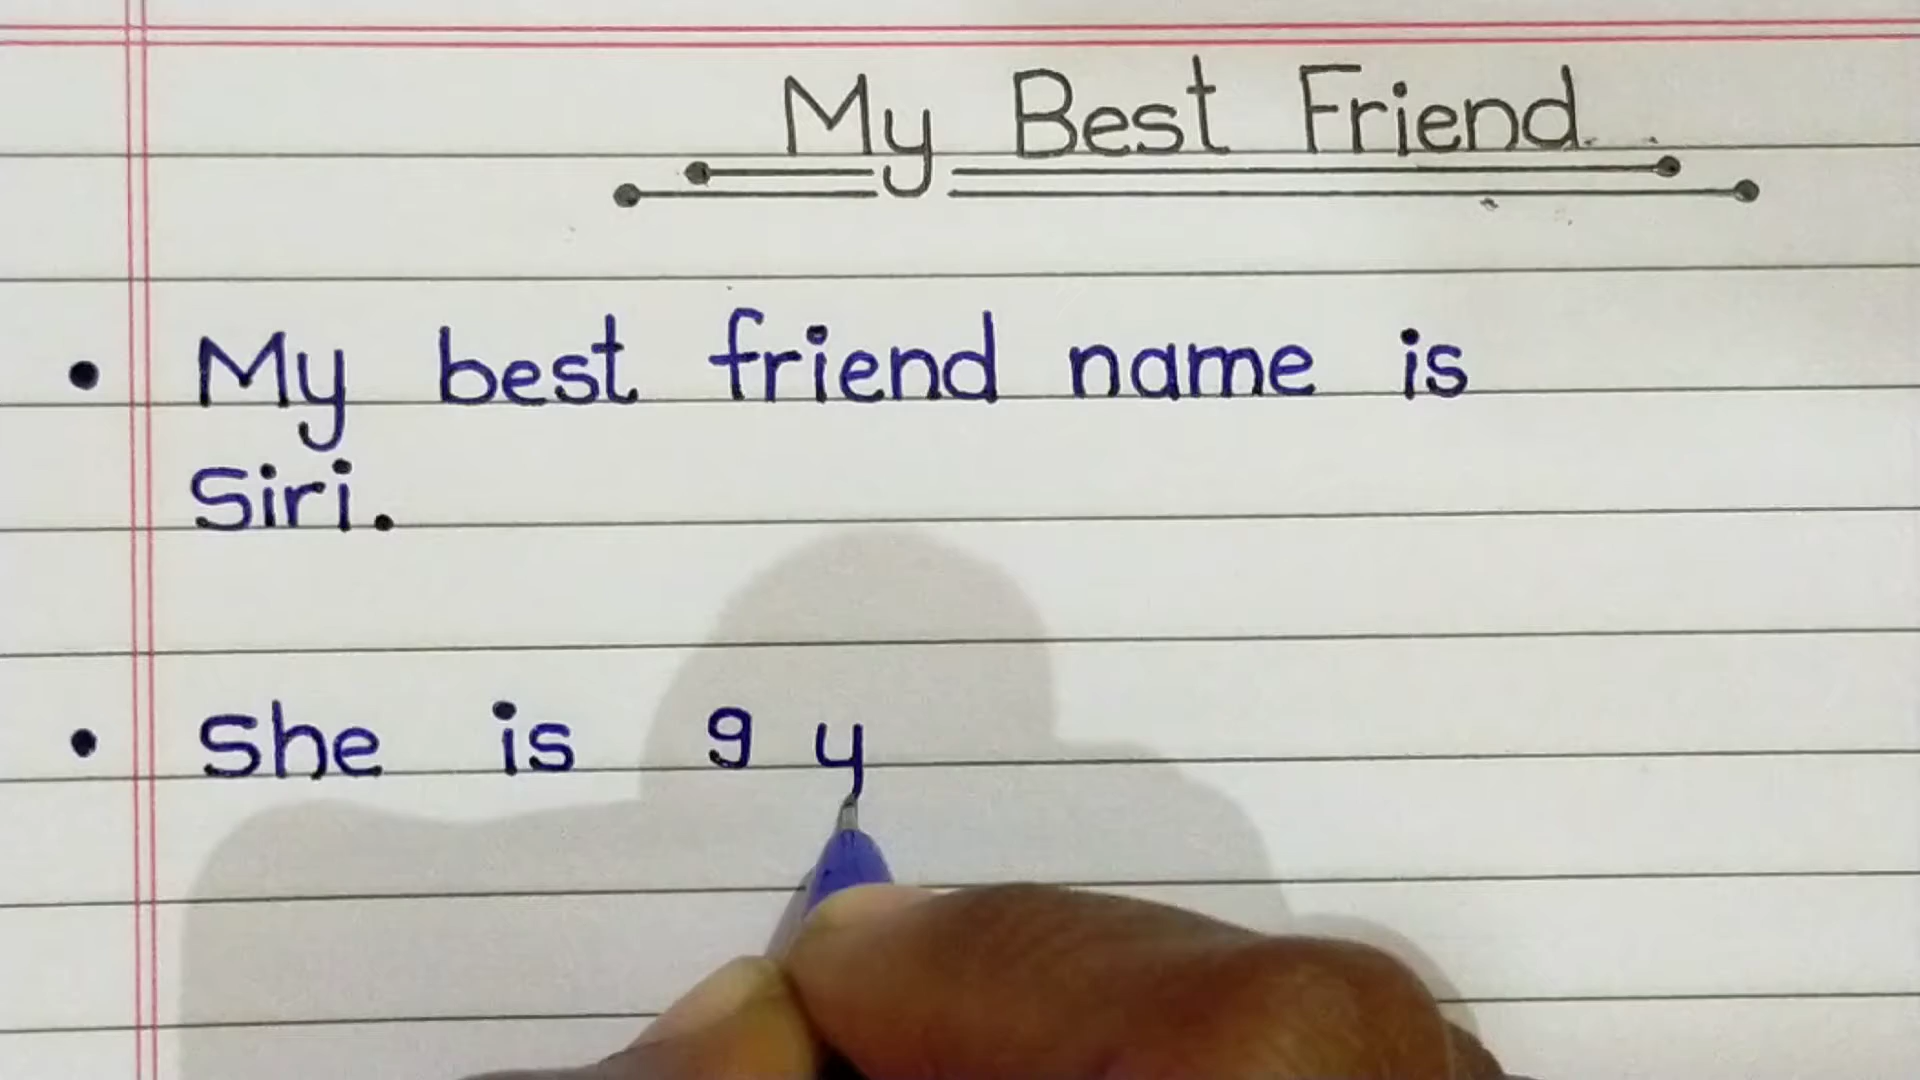 My Best Friend
• My best friend name is
Siri.
• She is 9 y